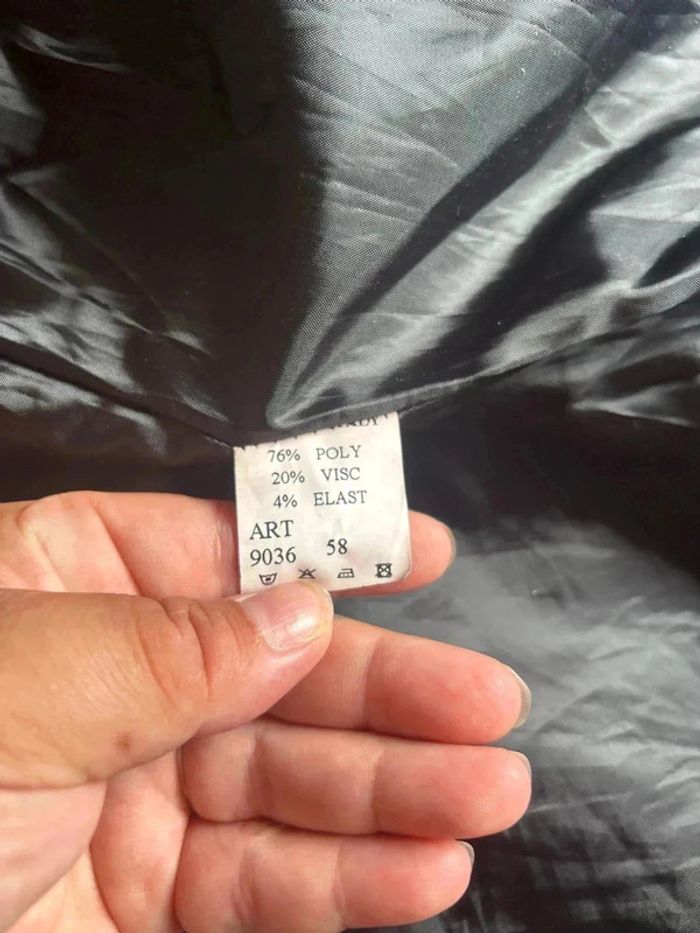 76% POLY
20% VISC
4% ELAST
ART
9036 58